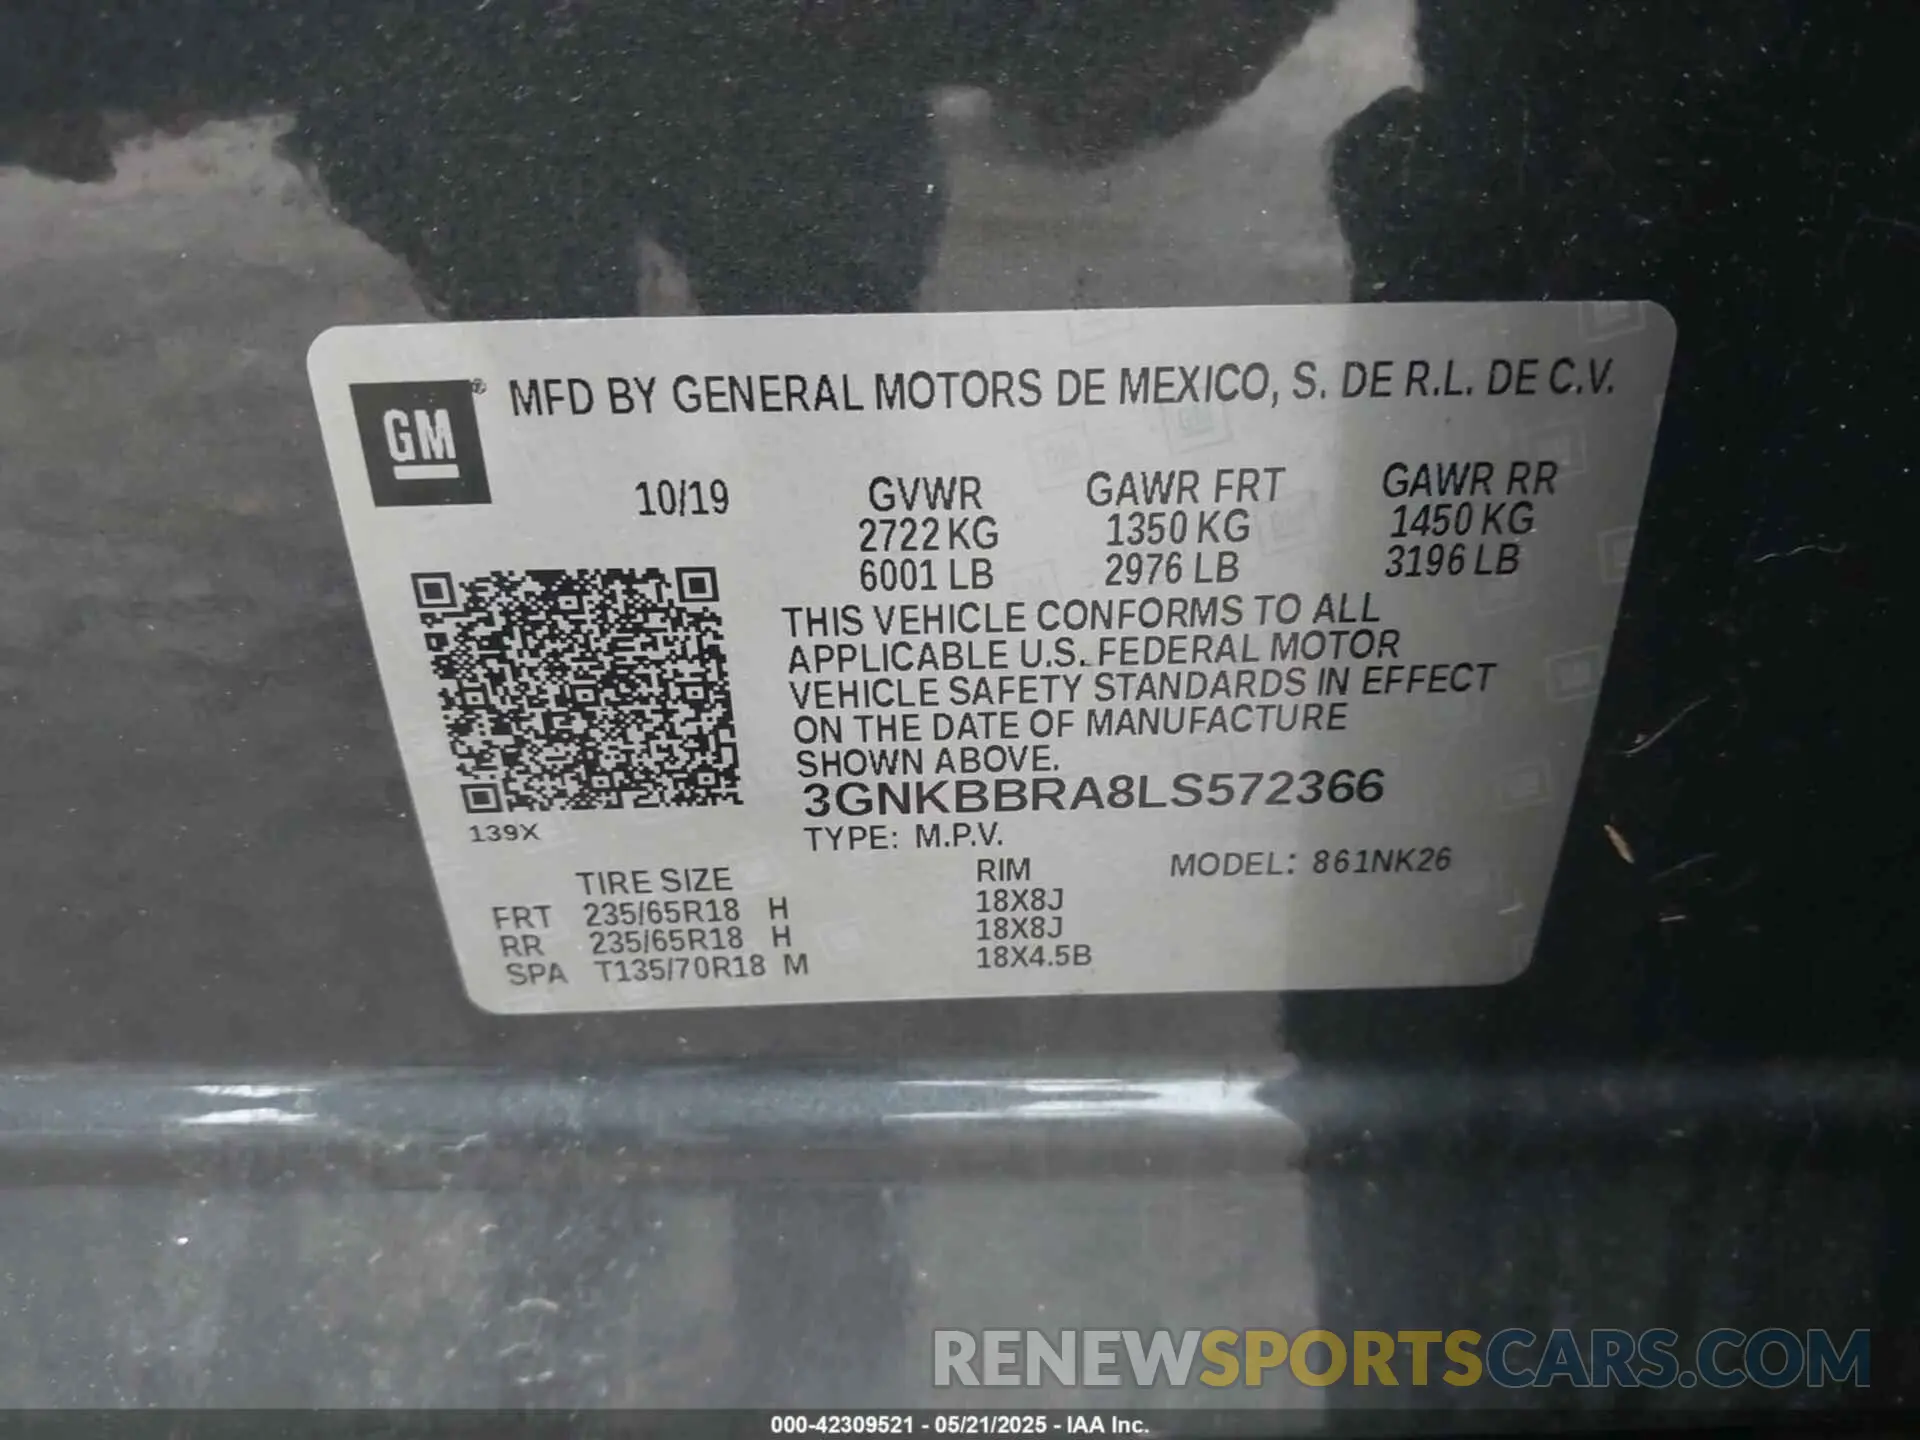 GM ® MFD BY GENERAL MOTORS DE MEXICO, S. DE R.L. DE C.V.
10/19 GVWR GAWR FRT GAWR RR
2722 KG 1350 KG 1450 KG
6001 LB 2976 LB 3196 LB
THIS VEHICLE CONFORMS TO ALL
APPLICABLE U.S. FEDERAL MOTOR
VEHICLE SAFETY STANDARDS IN EFFECT
ON THE DATE OF MANUFACTURE
SHOWN ABOVE.
3GNKBBRA8LS572366
139X TYPE: M.P.V.
TIRE SIZE RIM MODEL: 861NK26
FRT 235/65R18 H 18X8J
RR 235/65R18 H 18X8J
SPA T135/70R18 M 18X4.5B
RENEWSPORTSCARS.COM
000-42309521 - 05/21/2025 - IAA Inc.